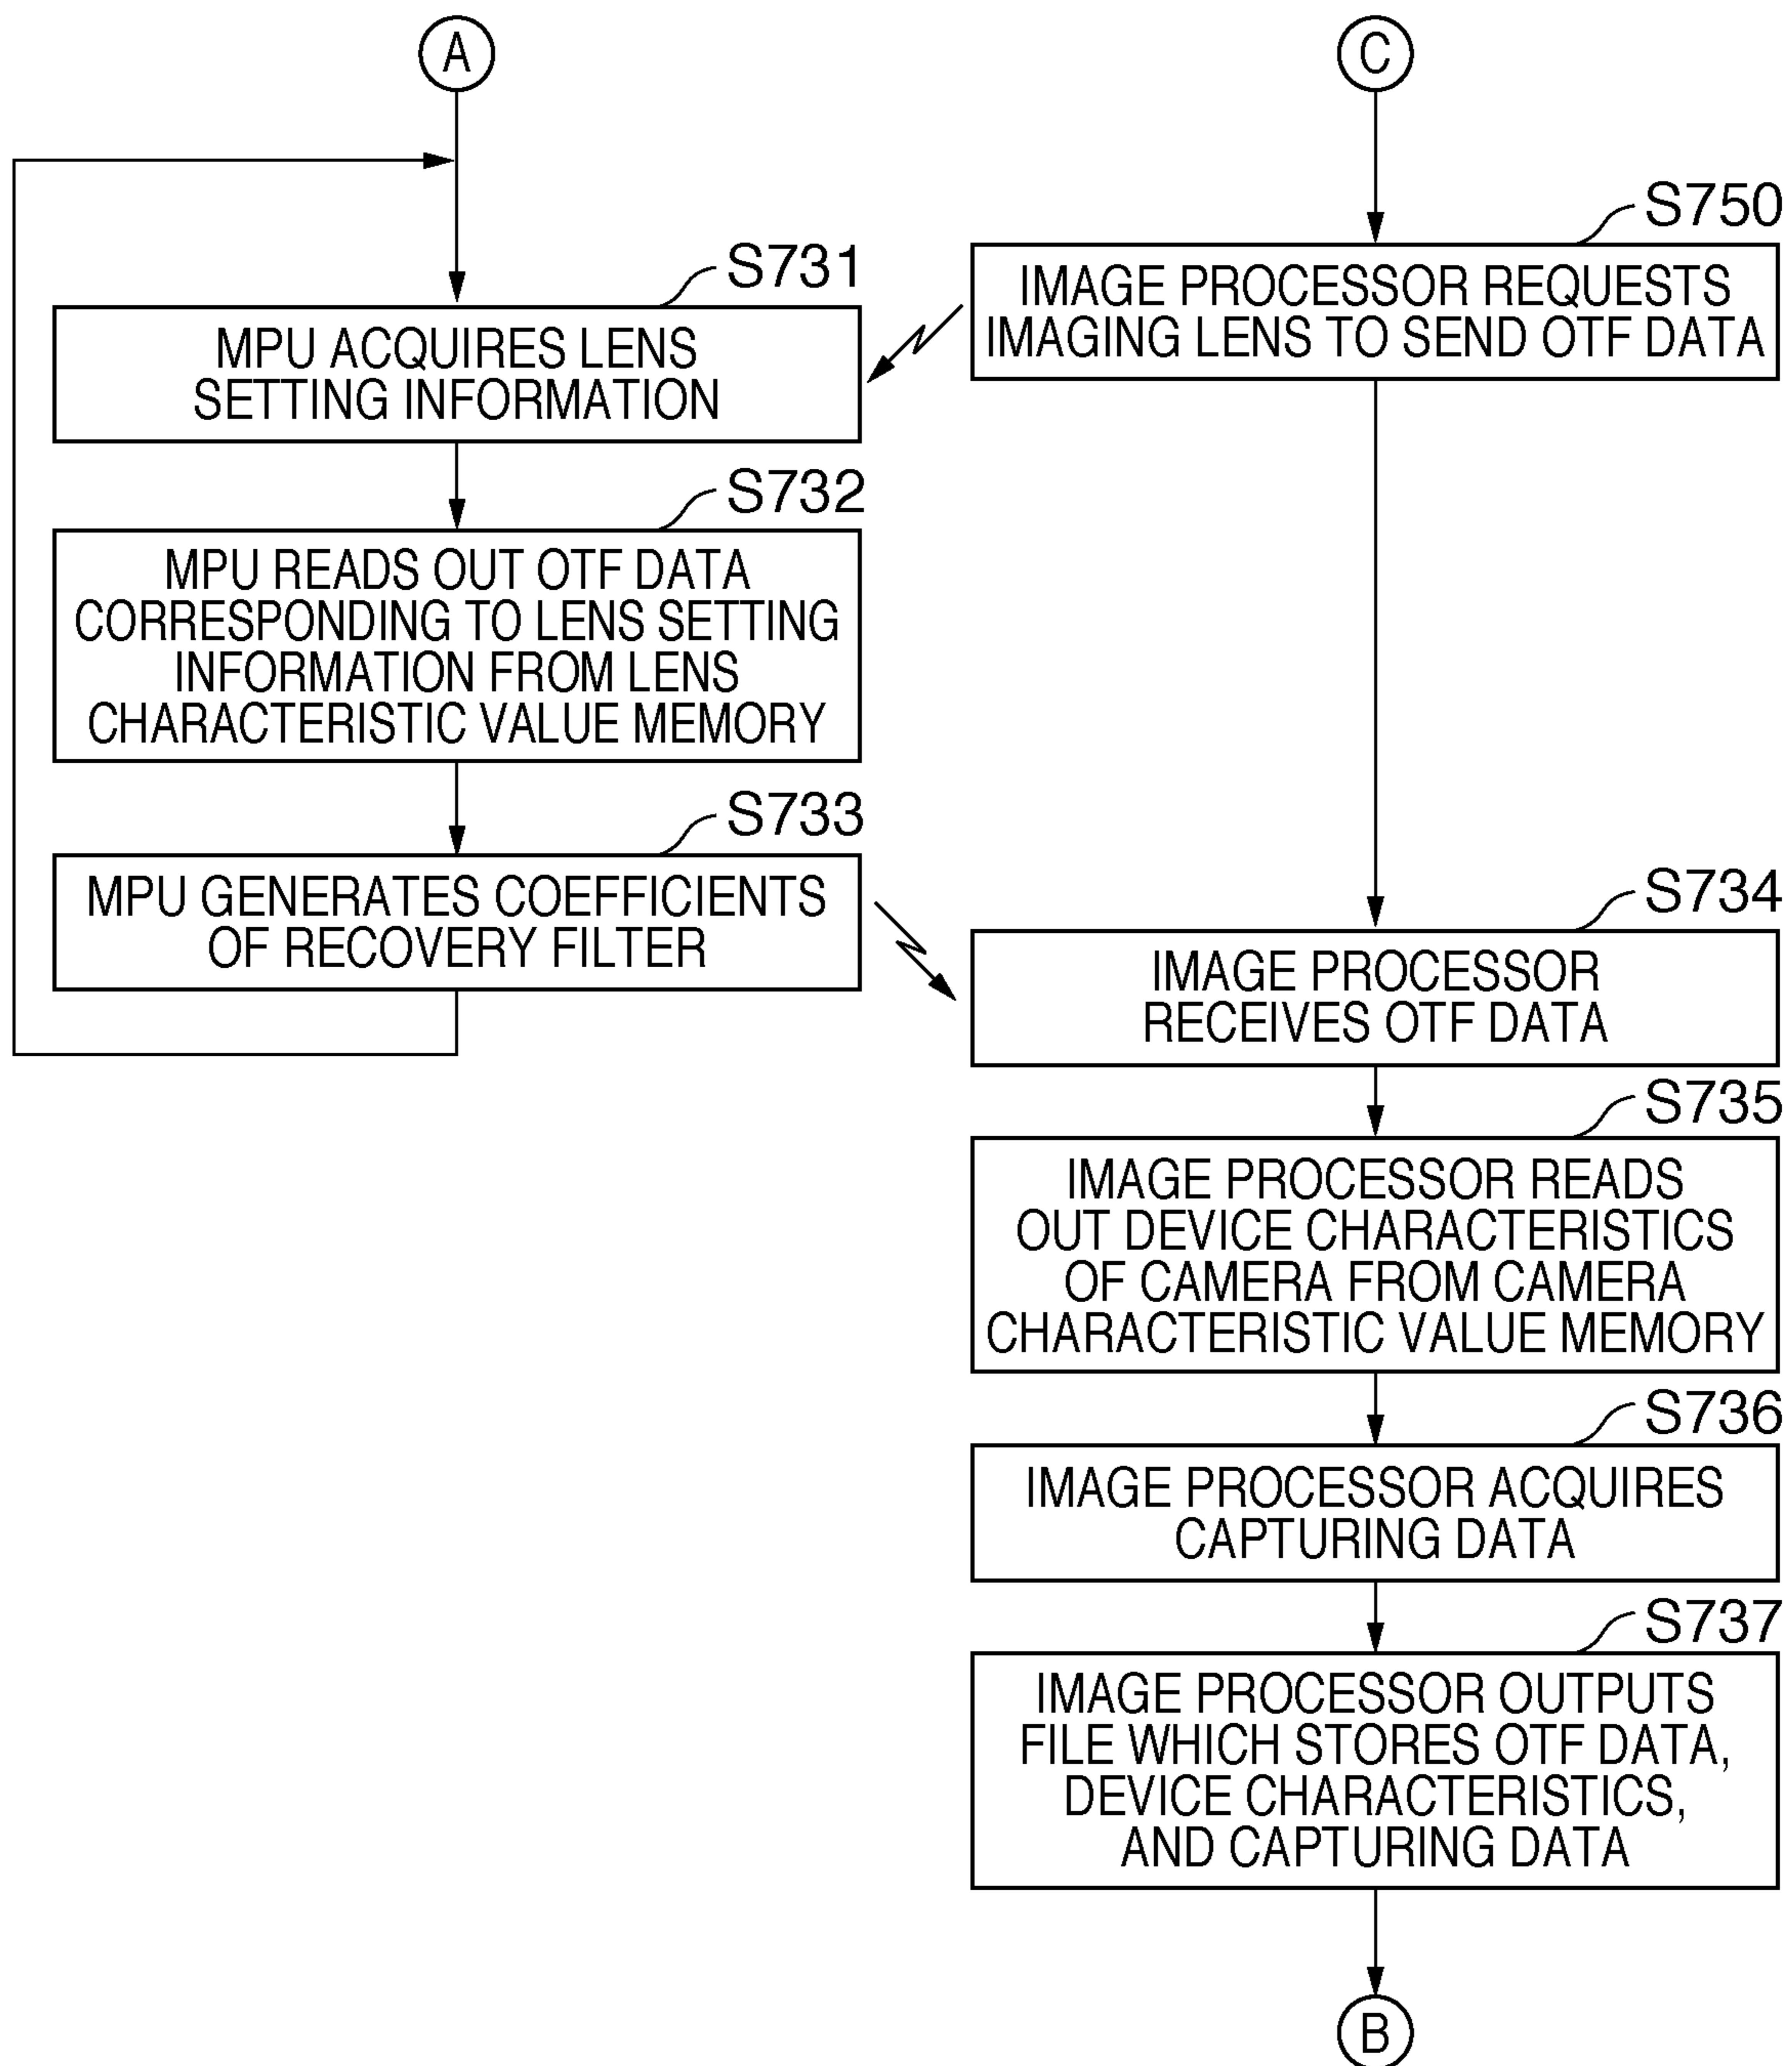 A
S731
MPU ACQUIRES LENS
SETTING INFORMATION
S732
MPU READS OUT OTF DATA
CORRESPONDING TO LENS SETTING
INFORMATION FROM LENS
CHARACTERISTIC VALUE MEMORY
S733
MPU GENERATES COEFFICIENTS
OF RECOVERY FILTER
C
S750
IMAGE PROCESSOR REQUESTS
IMAGING LENS TO SEND OTF DATA
S734
IMAGE PROCESSOR
RECEIVES OTF DATA
S735
IMAGE PROCESSOR READS
OUT DEVICE CHARACTERISTICS
OF CAMERA FROM CAMERA
CHARACTERISTIC VALUE MEMORY
S736
IMAGE PROCESSOR ACQUIRES
CAPTURING DATA
S737
IMAGE PROCESSOR OUTPUTS
FILE WHICH STORES OTF DATA,
DEVICE CHARACTERISTICS,
AND CAPTURING DATA
B